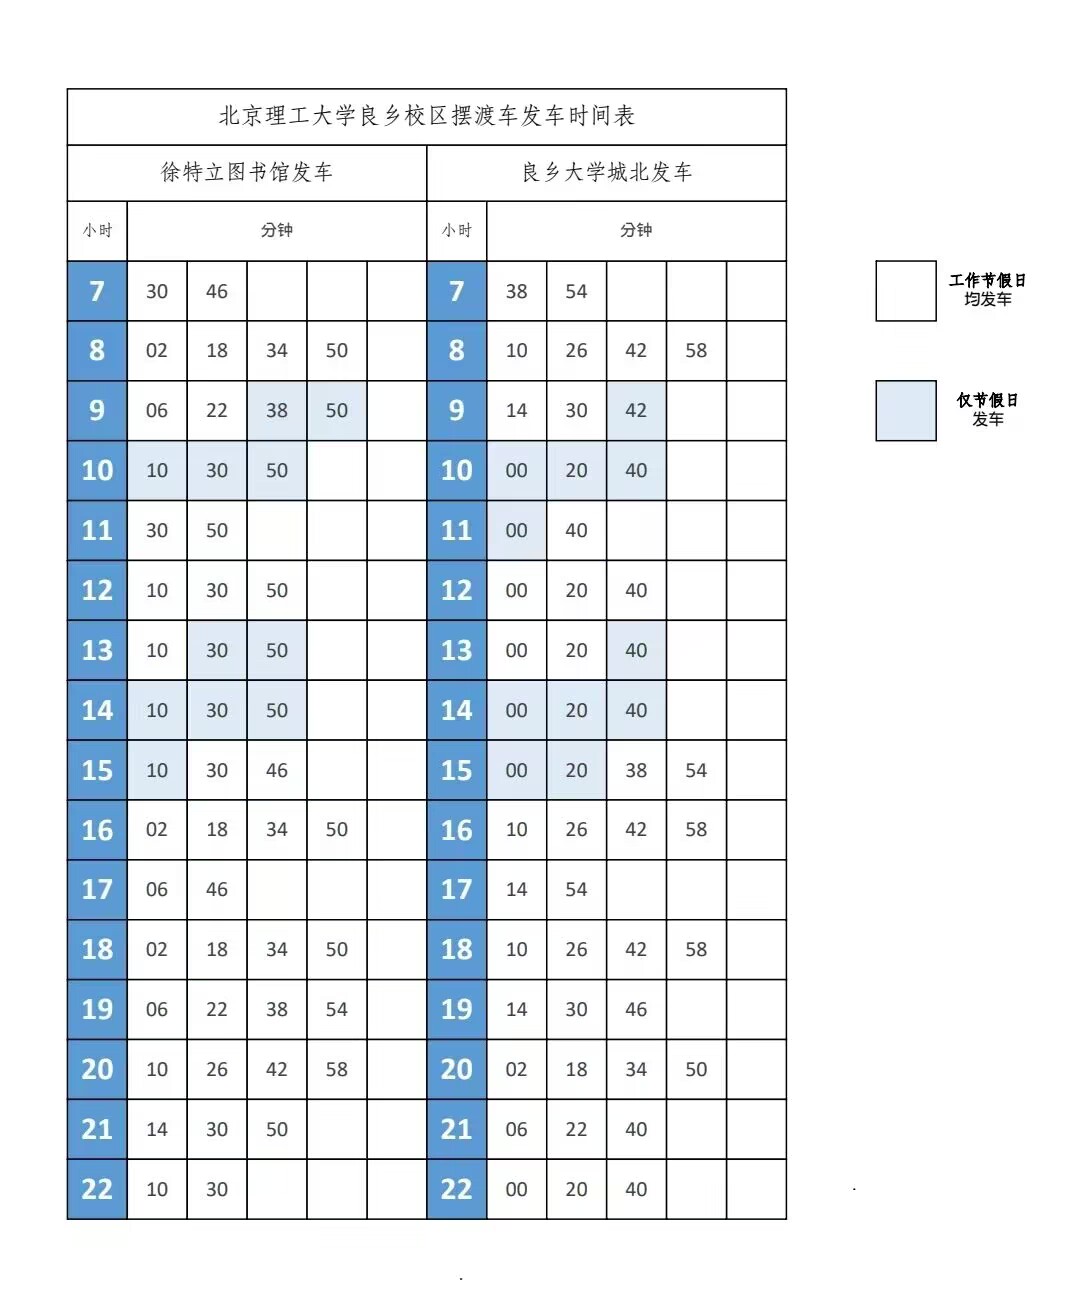 北京理工大学良乡校区摆渡车发车时间表
徐特立图书馆发车 良乡大学城北发车
小时 分钟 小时 分钟
7 30 46 7 38 54
8 02 18 34 50 8 10 26 42 58
9 06 22 38 50 9 14 30 42
10 10 30 50 10 00 20 40
11 30 50 11 00 40
12 10 30 50 12 00 20 40
13 10 30 50 13 00 20 40
14 10 30 50 14 00 20 40
15 10 30 46 15 00 20 38 54
16 02 18 34 50 16 10 26 42 58
17 06 46 17 14 54
18 02 18 34 50 18 10 26 42 58
19 06 22 38 54 19 14 30 46
20 10 26 42 58 20 02 18 34 50
21 14 30 50 21 06 22 40
22 10 30 22 00 20 40
工作节假日
均发车
仅节假日
发车